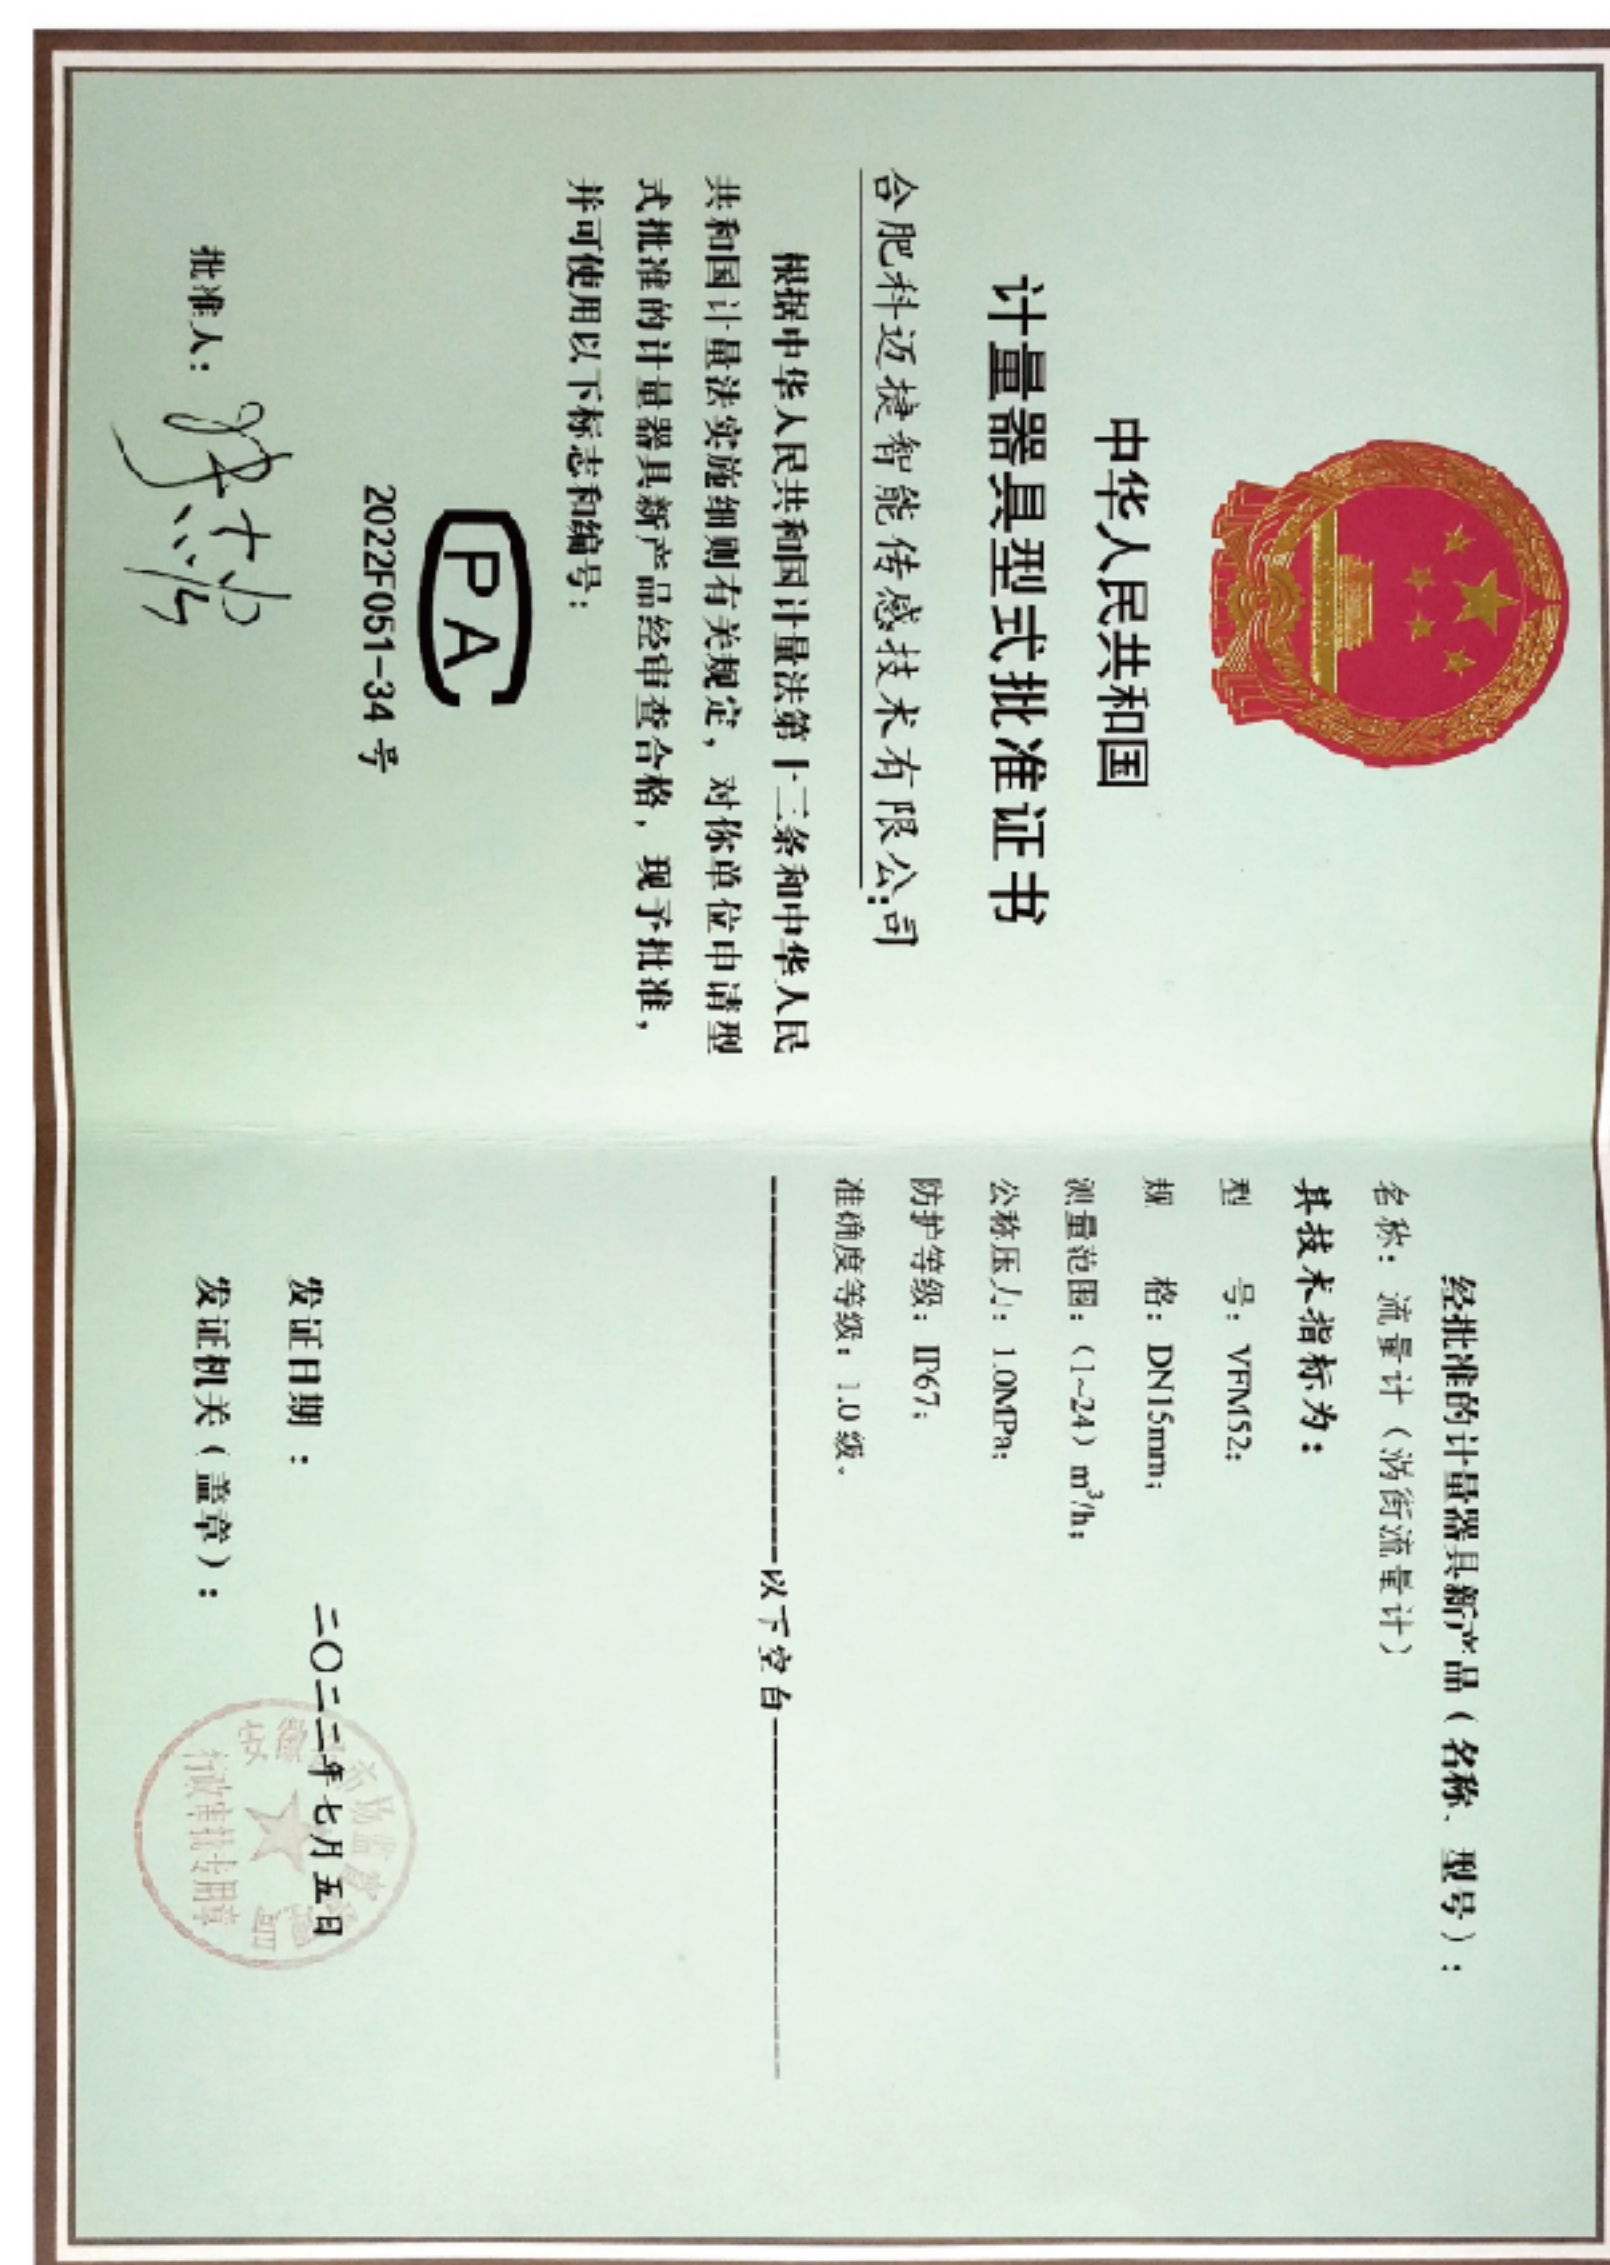 中华人民共和国
计量器具型式批准证书
合肥科迈捷智能传感技术有限公司:
根据中华人民共和国计量法第十三条和中华人民
共和国计量法实施细则有关规定，对你单位申请型
式批准的计量器具新产品经审查合格，现予批准，
并可使用以下标志和编号：
CPA
2022F051-34 号
批准人：
经批准的计量器具新产品（名称、型号）：
名称：流量计（涡街流量计）
其技术指标为：
型 号：VFM52；
规 格：DN15mm；
测量范围：（1~24）m³/h；
公称压力：1.0MPa；
防护等级：IP67；
准确度等级：1.0 级。
以下空白
发证日期：
二〇二二年七月五日
发证机关（盖章）：
行政审批专用章